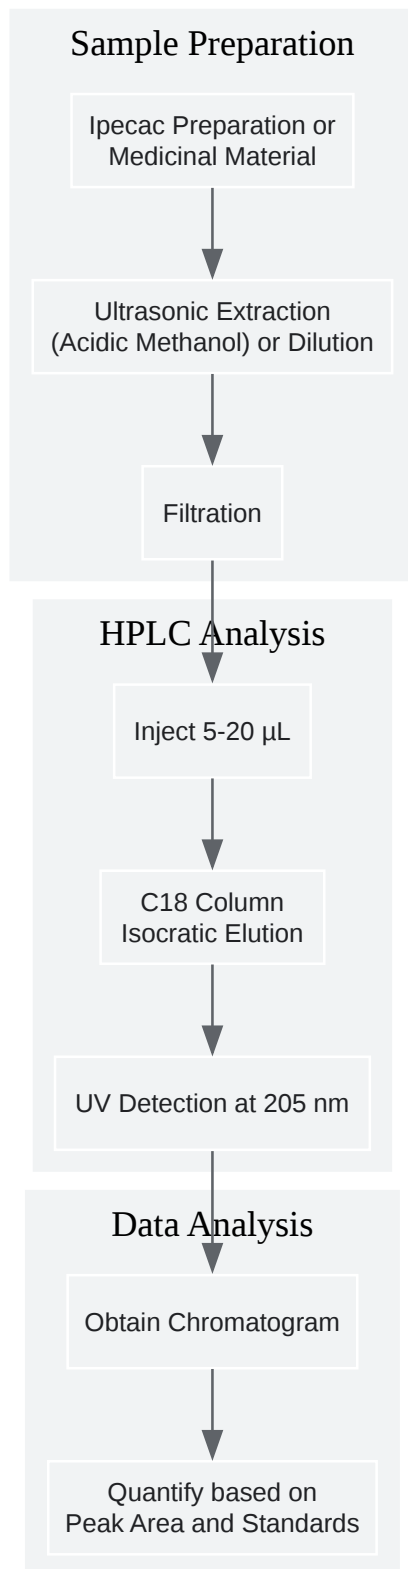 Sample Preparation
Ipecac Preparation or
Medicinal Material
Ultrasonic Extraction
(Acidic Methanol) or Dilution
Filtration
HPLC Analysis
Inject 5-20 µL
C18 Column
Isocratic Elution
UV Detection at 205 nm
Data Analysis
Obtain Chromatogram
Quantify based on
Peak Area and Standards